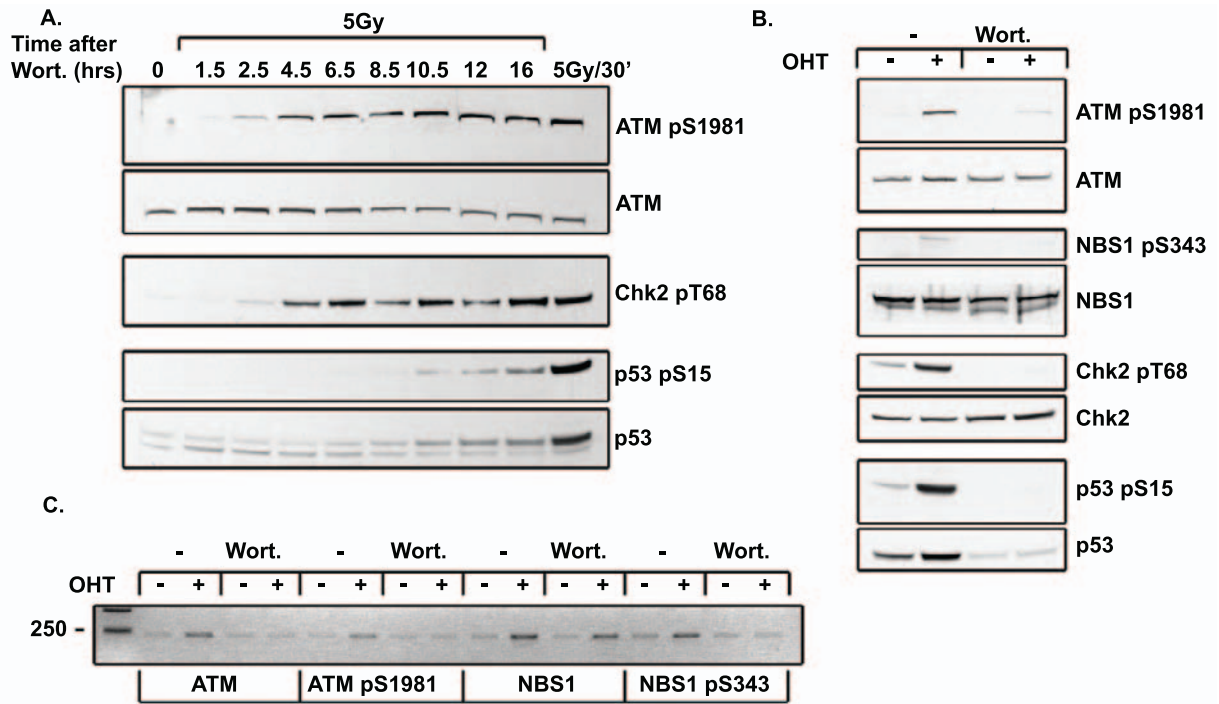 A.
5Gy
Time after
Wort. (hrs) 0 1.5 2.5 4.5 6.5 8.5 10.5 12 16 5Gy/30'
ATM pS1981
ATM
Chk2 pT68
p53 pS15
p53
B.
- Wort.
OHT - + - +
ATM pS1981
ATM
NBS1 pS343
NBS1
Chk2 pT68
Chk2
p53 pS15
p53
C.
- Wort. - Wort. - Wort. - Wort.
OHT - + - + - + - + - + - + - + - +
250 -
ATM ATM pS1981 NBS1 NBS1 pS343